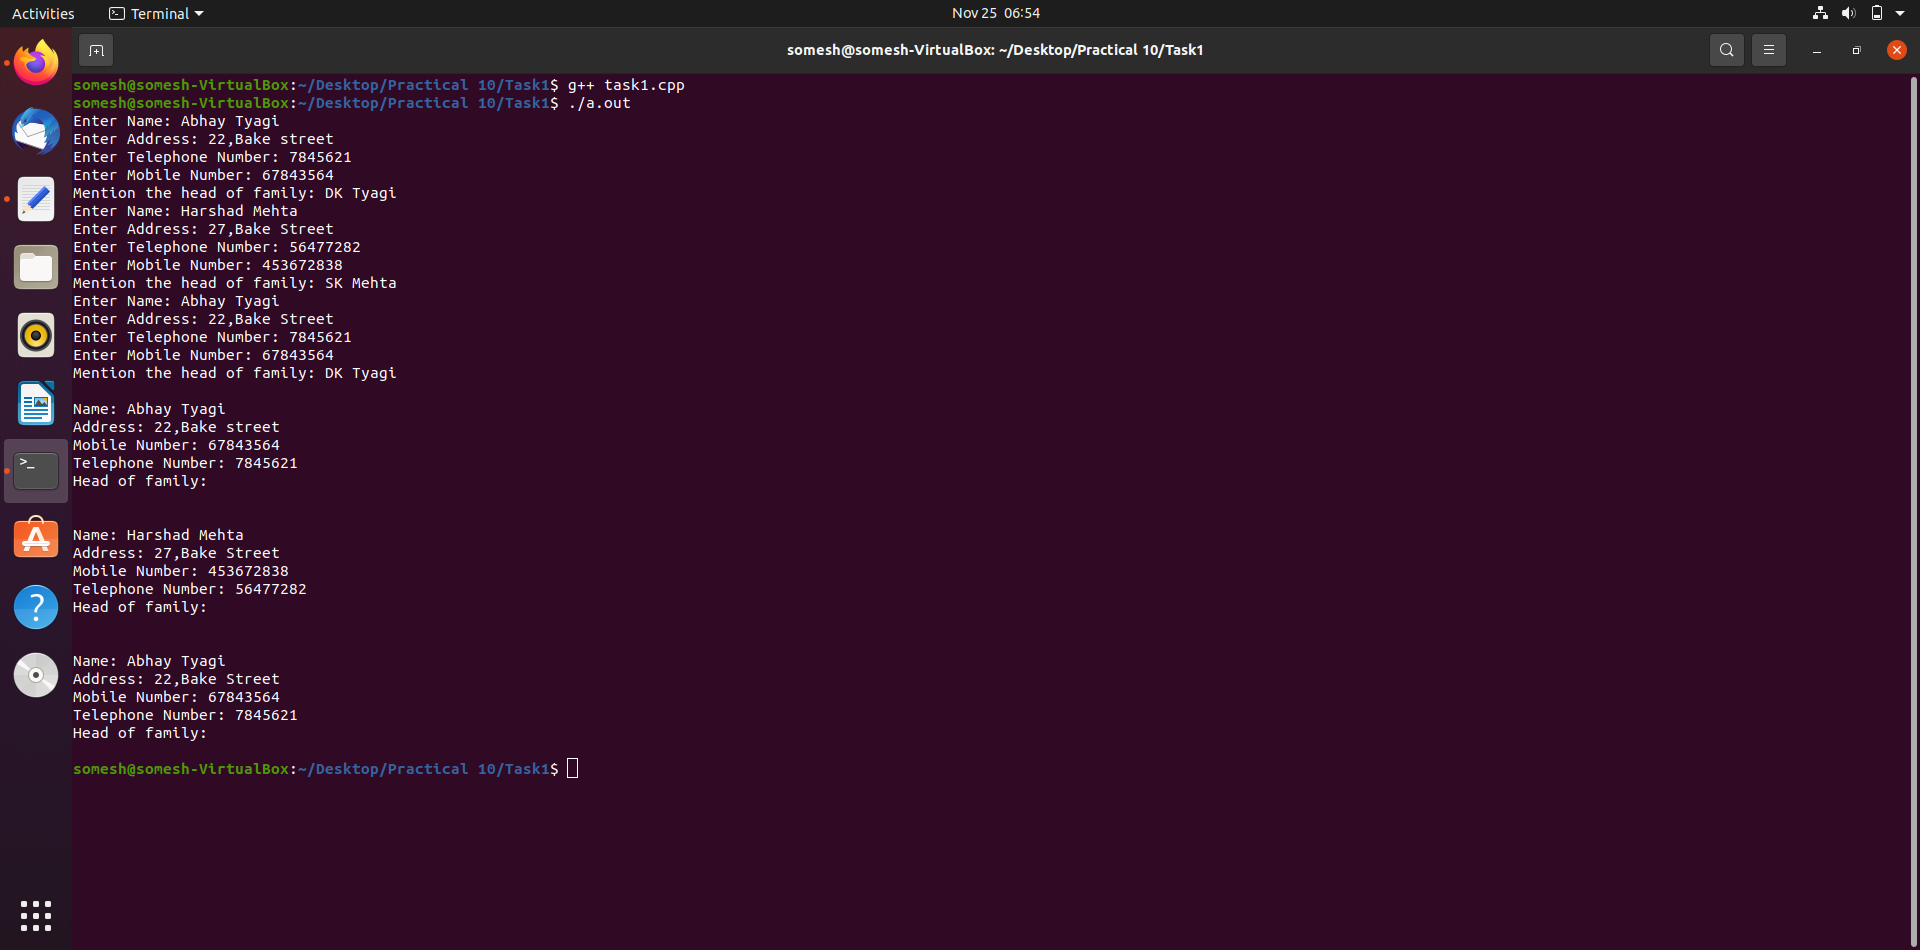 Activities
Terminal
Nov 25 06:54
somesh@somesh-VirtualBox: ~/Desktop/Practical 10/Task1
somesh@somesh-VirtualBox:~/Desktop/Practical 10/Task1$ g++ task1.cpp
somesh@somesh-VirtualBox:~/Desktop/Practical 10/Task1$ ./a.out
Enter Name: Abhay Tyagi
Enter Address: 22,Bake street
Enter Telephone Number: 7845621
Enter Mobile Number: 67843564
Mention the head of family: DK Tyagi
Enter Name: Harshad Mehta
Enter Address: 27,Bake Street
Enter Telephone Number: 56477282
Enter Mobile Number: 453672838
Mention the head of family: SK Mehta
Enter Name: Abhay Tyagi
Enter Address: 22,Bake Street
Enter Telephone Number: 7845621
Enter Mobile Number: 67843564
Mention the head of family: DK Tyagi
Name: Abhay Tyagi
Address: 22,Bake street
Mobile Number: 67843564
Telephone Number: 7845621
Head of family:
Name: Harshad Mehta
Address: 27,Bake Street
Mobile Number: 453672838
Telephone Number: 56477282
Head of family:
Name: Abhay Tyagi
Address: 22,Bake Street
Mobile Number: 67843564
Telephone Number: 7845621
Head of family:
somesh@somesh-VirtualBox:~/Desktop/Practical 10/Task1$